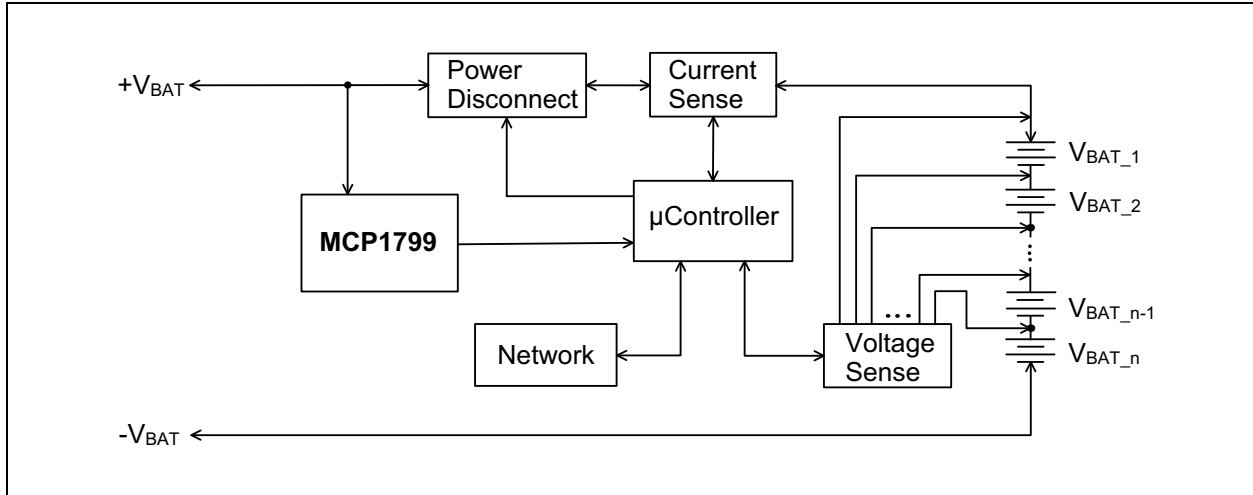 +VBAT
Power
Disconnect
Current
Sense
VBAT_1
VBAT_2
MCP1799
µController
VBAT_n-1
VBAT_n
Network
Voltage
Sense
-VBAT